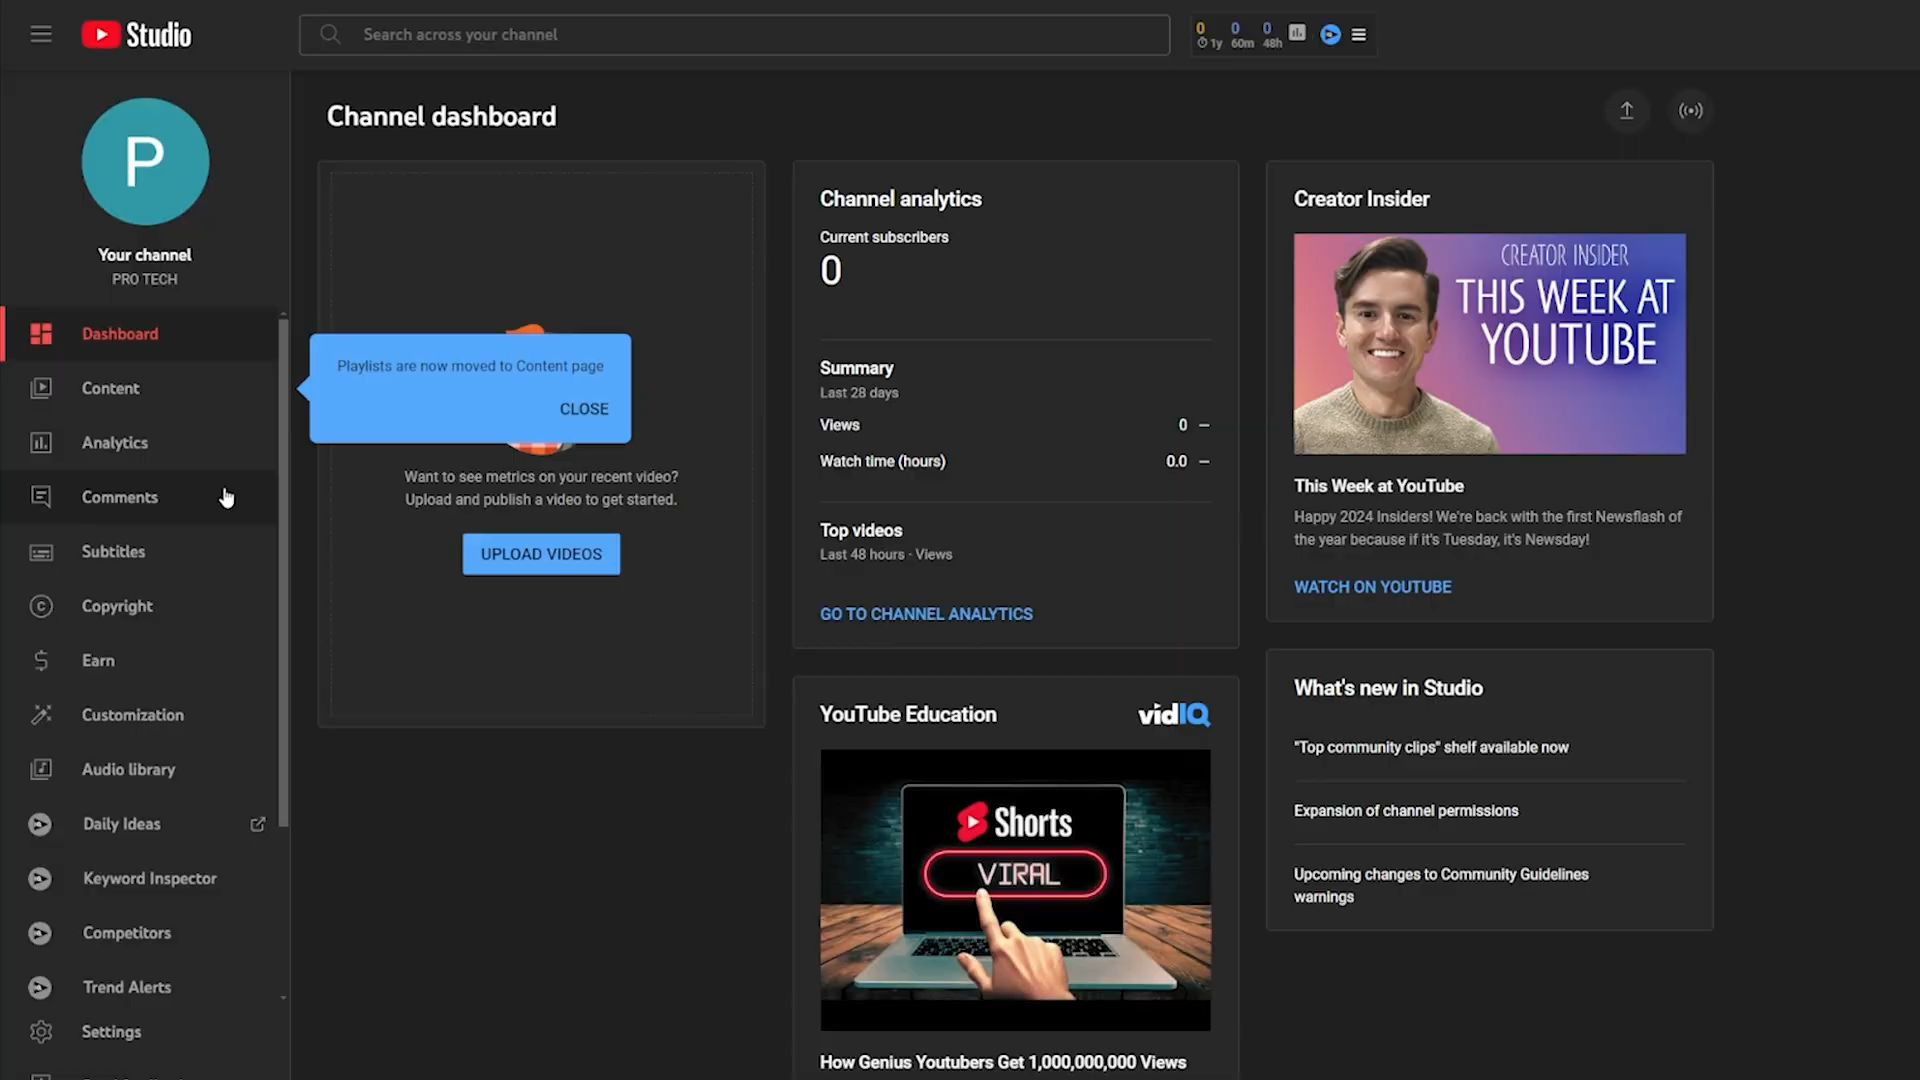 Studio
Search across your channel
0 0 0
1y 60m 48h
P
Your channel
PRO TECH
Dashboard
Content
Analytics
Comments
Subtitles
Copyright
Earn
Customization
Audio library
Daily Ideas
Keyword Inspector
Competitors
Trend Alerts
Settings
Channel dashboard
Playlists are now moved to Content page
CLOSE
Want to see metrics on your recent video?
Upload and publish a video to get started.
UPLOAD VIDEOS
Channel analytics
Current subscribers
0
Summary
Last 28 days
Views 0 —
Watch time (hours) 0.0 —
Top videos
Last 48 hours · Views
GO TO CHANNEL ANALYTICS
YouTube Education vidIQ
Shorts
VIRAL
How Genius Youtubers Get 1,000,000,000 Views
Creator Insider
CREATOR INSIDER
THIS WEEK AT
YOUTUBE
This Week at YouTube
Happy 2024 Insiders! We're back with the first Newsflash of
the year because if it's Tuesday, it's Newsday!
WATCH ON YOUTUBE
What's new in Studio
"Top community clips" shelf available now
Expansion of channel permissions
Upcoming changes to Community Guidelines
warnings